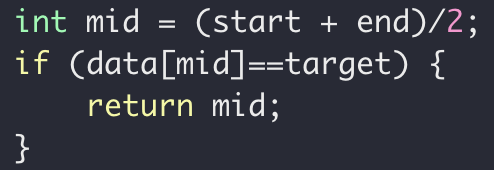 int mid = (start + end)/2;
if (data[mid]==target) {
    return mid;
}